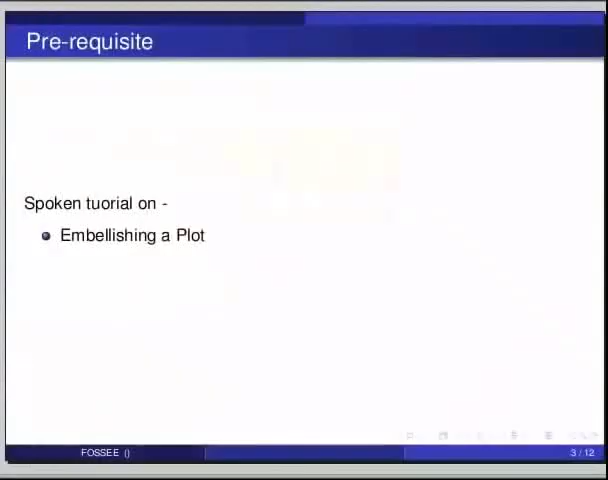 Pre-requisite
Spoken tuorial on -
Embellishing a Plot
FOSSEE ()
3 / 12